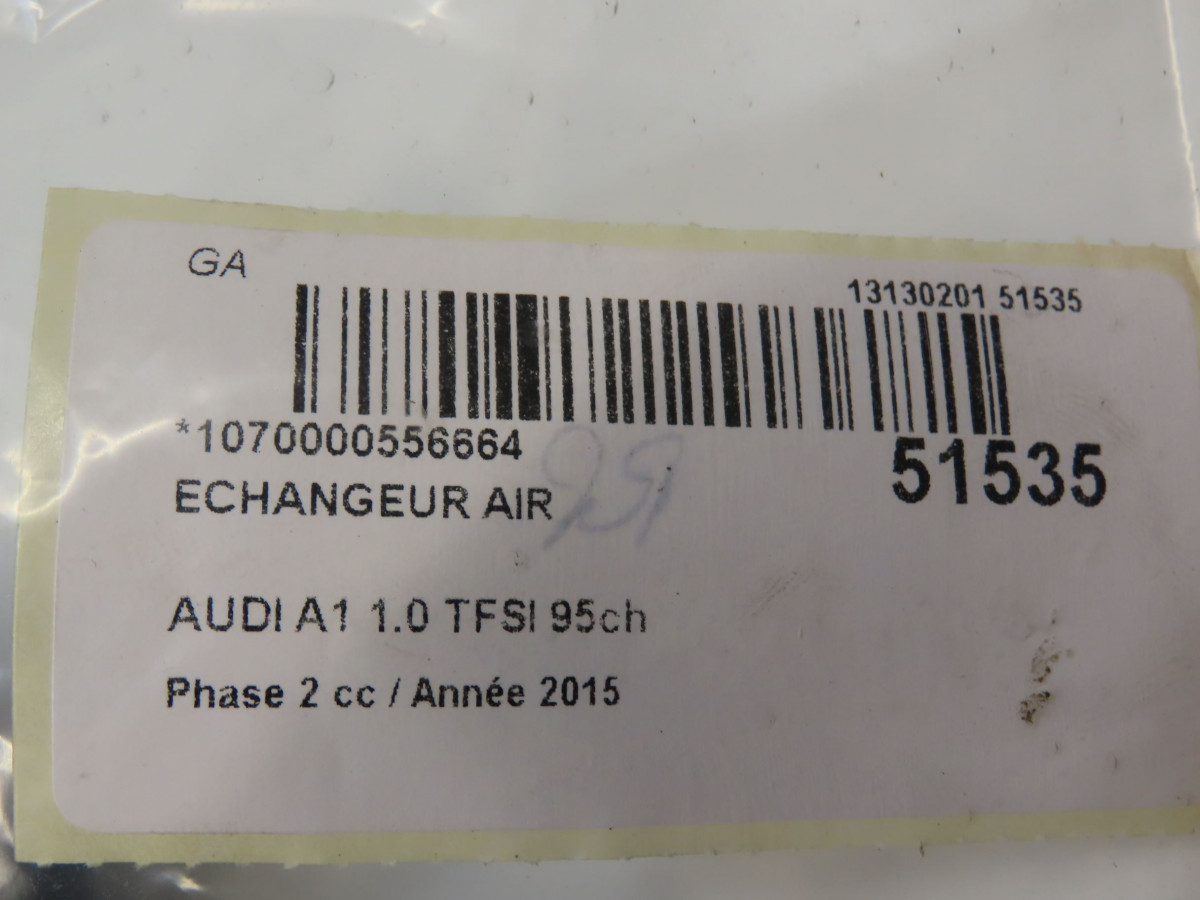 GA
13130201 51535
*1070000556664
51535
ECHANGEUR AIR
AUDI A1 1.0 TFSI 95ch
Phase 2 cc / Année 2015